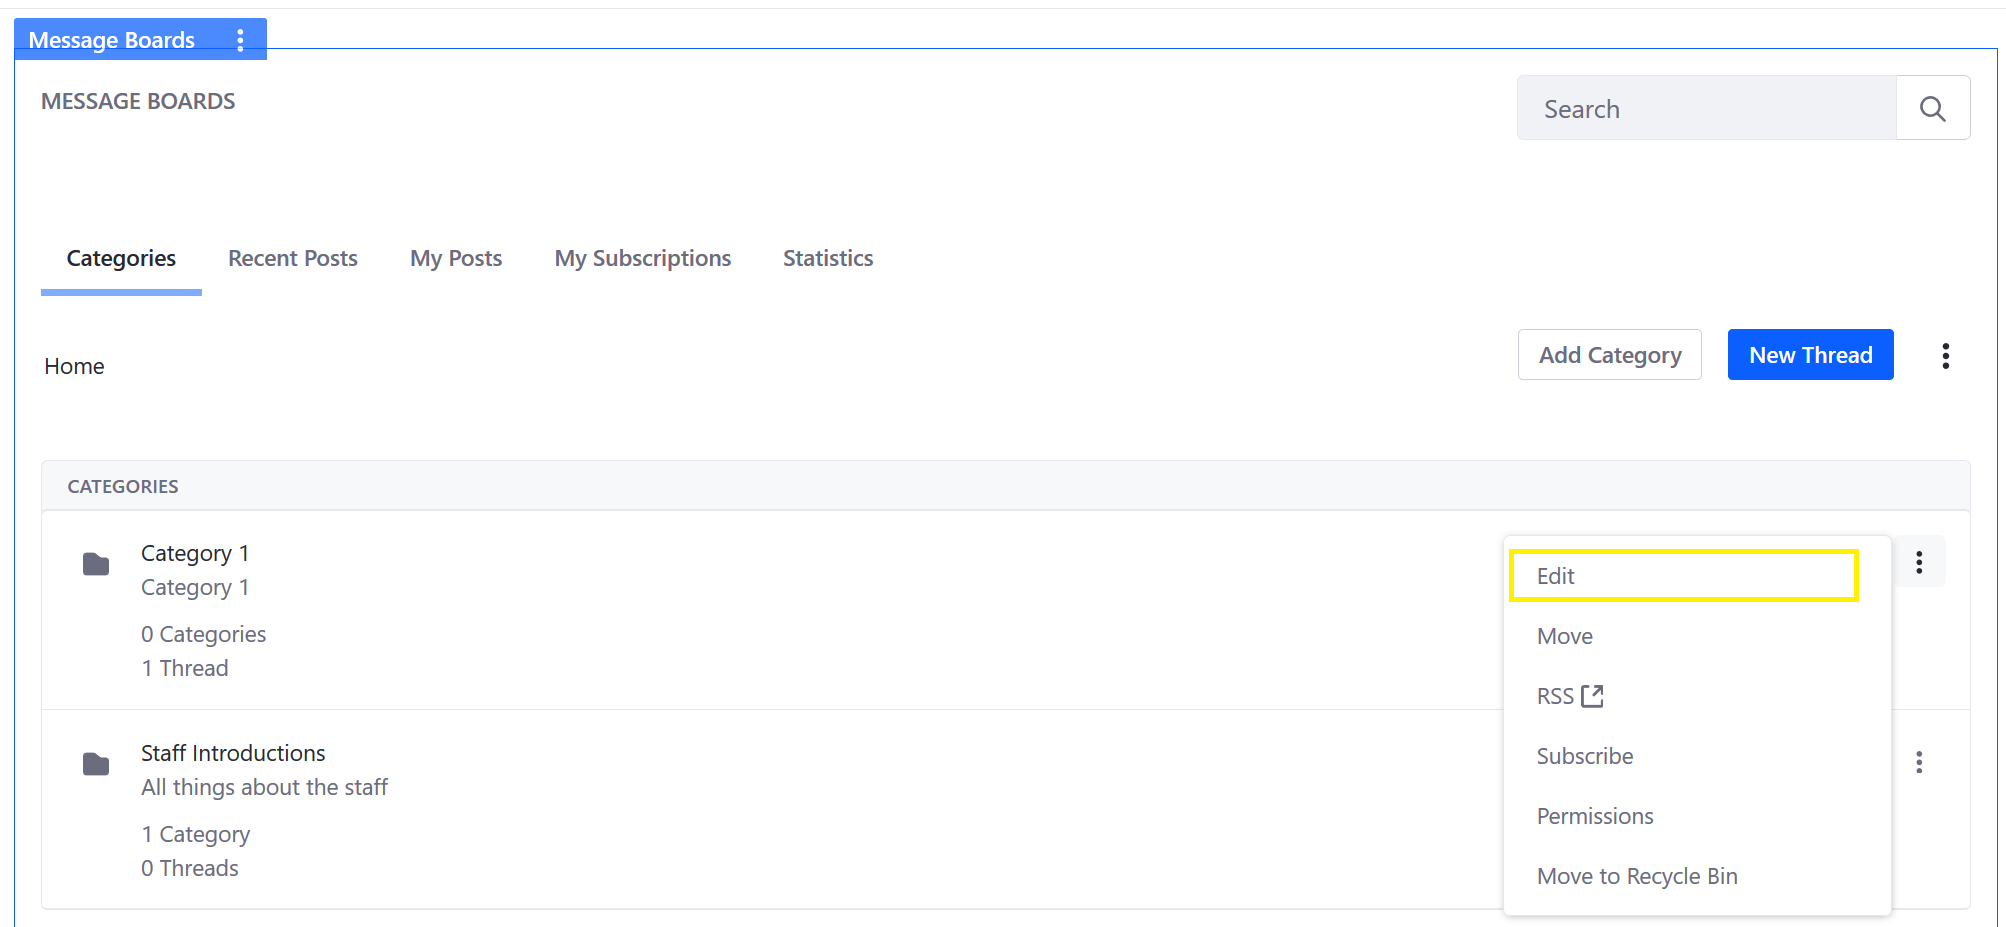 Message Boards
MESSAGE BOARDS
Search
Categories Recent Posts My Posts My Subscriptions Statistics
Home
Add Category New Thread
CATEGORIES
Category 1
Category 1
0 Categories
1 Thread
Staff Introductions
All things about the staff
1 Category
0 Threads
Edit
Move
RSS
Subscribe
Permissions
Move to Recycle Bin